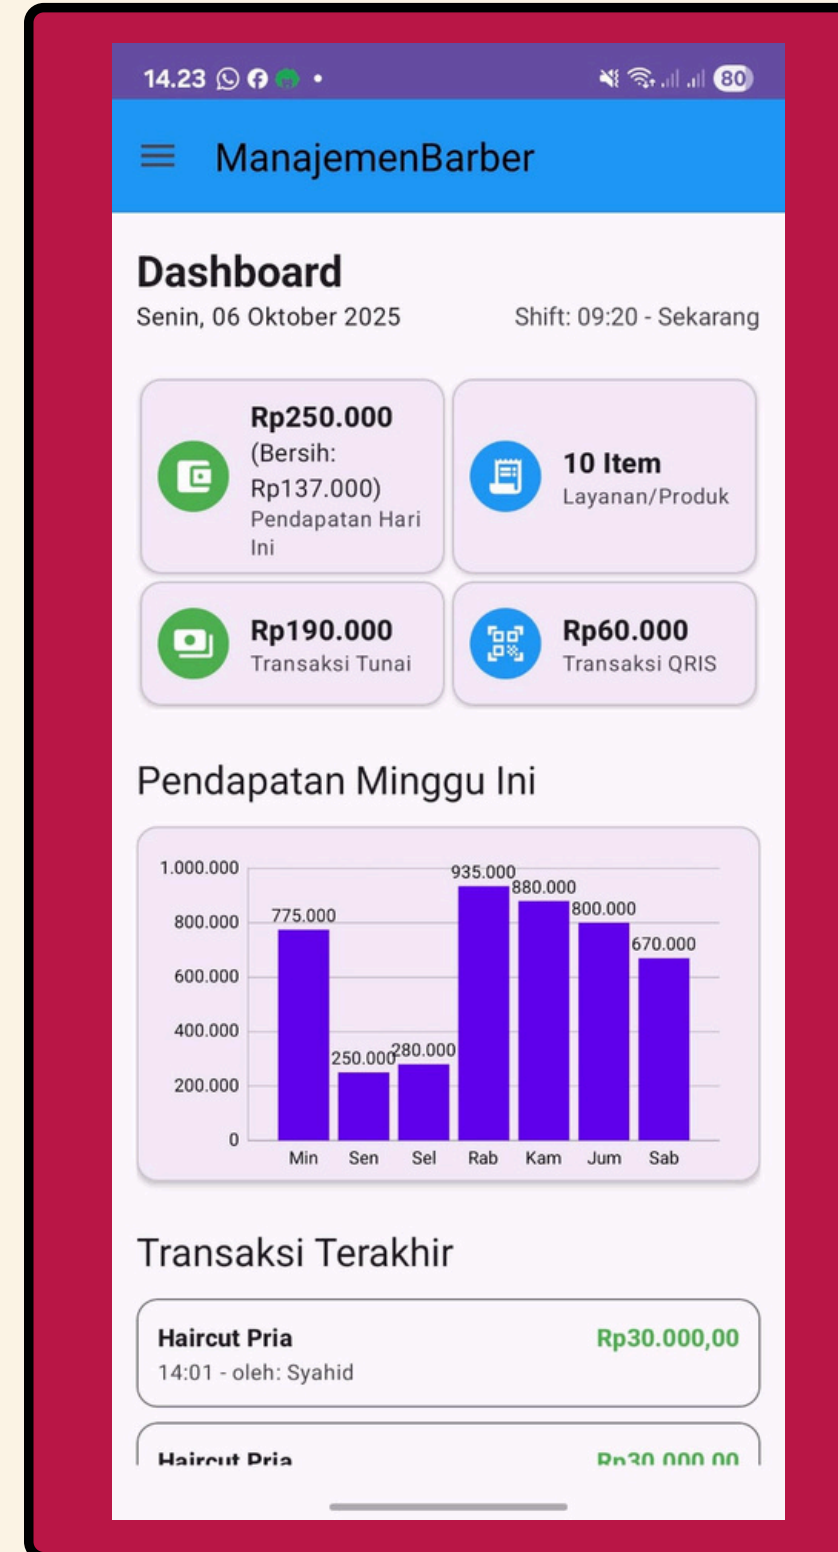 14.23
80
ManajemenBarber
Dashboard
Senin, 06 Oktober 2025
Shift: 09:20 - Sekarang
Rp250.000
(Bersih:
Rp137.000)
Pendapatan Hari
Ini
10 Item
Layanan/Produk
Rp190.000
Transaksi Tunai
Rp60.000
Transaksi QRIS
Pendapatan Minggu Ini
1.000.000
800.000
600.000
400.000
200.000
0
775.000
250.000
280.000
935.000
880.000
800.000
670.000
Min Sen Sel Rab Kam Jum Sab
Transaksi Terakhir
Haircut Pria
Rp30.000,00
14:01 - oleh: Syahid
Haircut Pria
Rp30.000,00